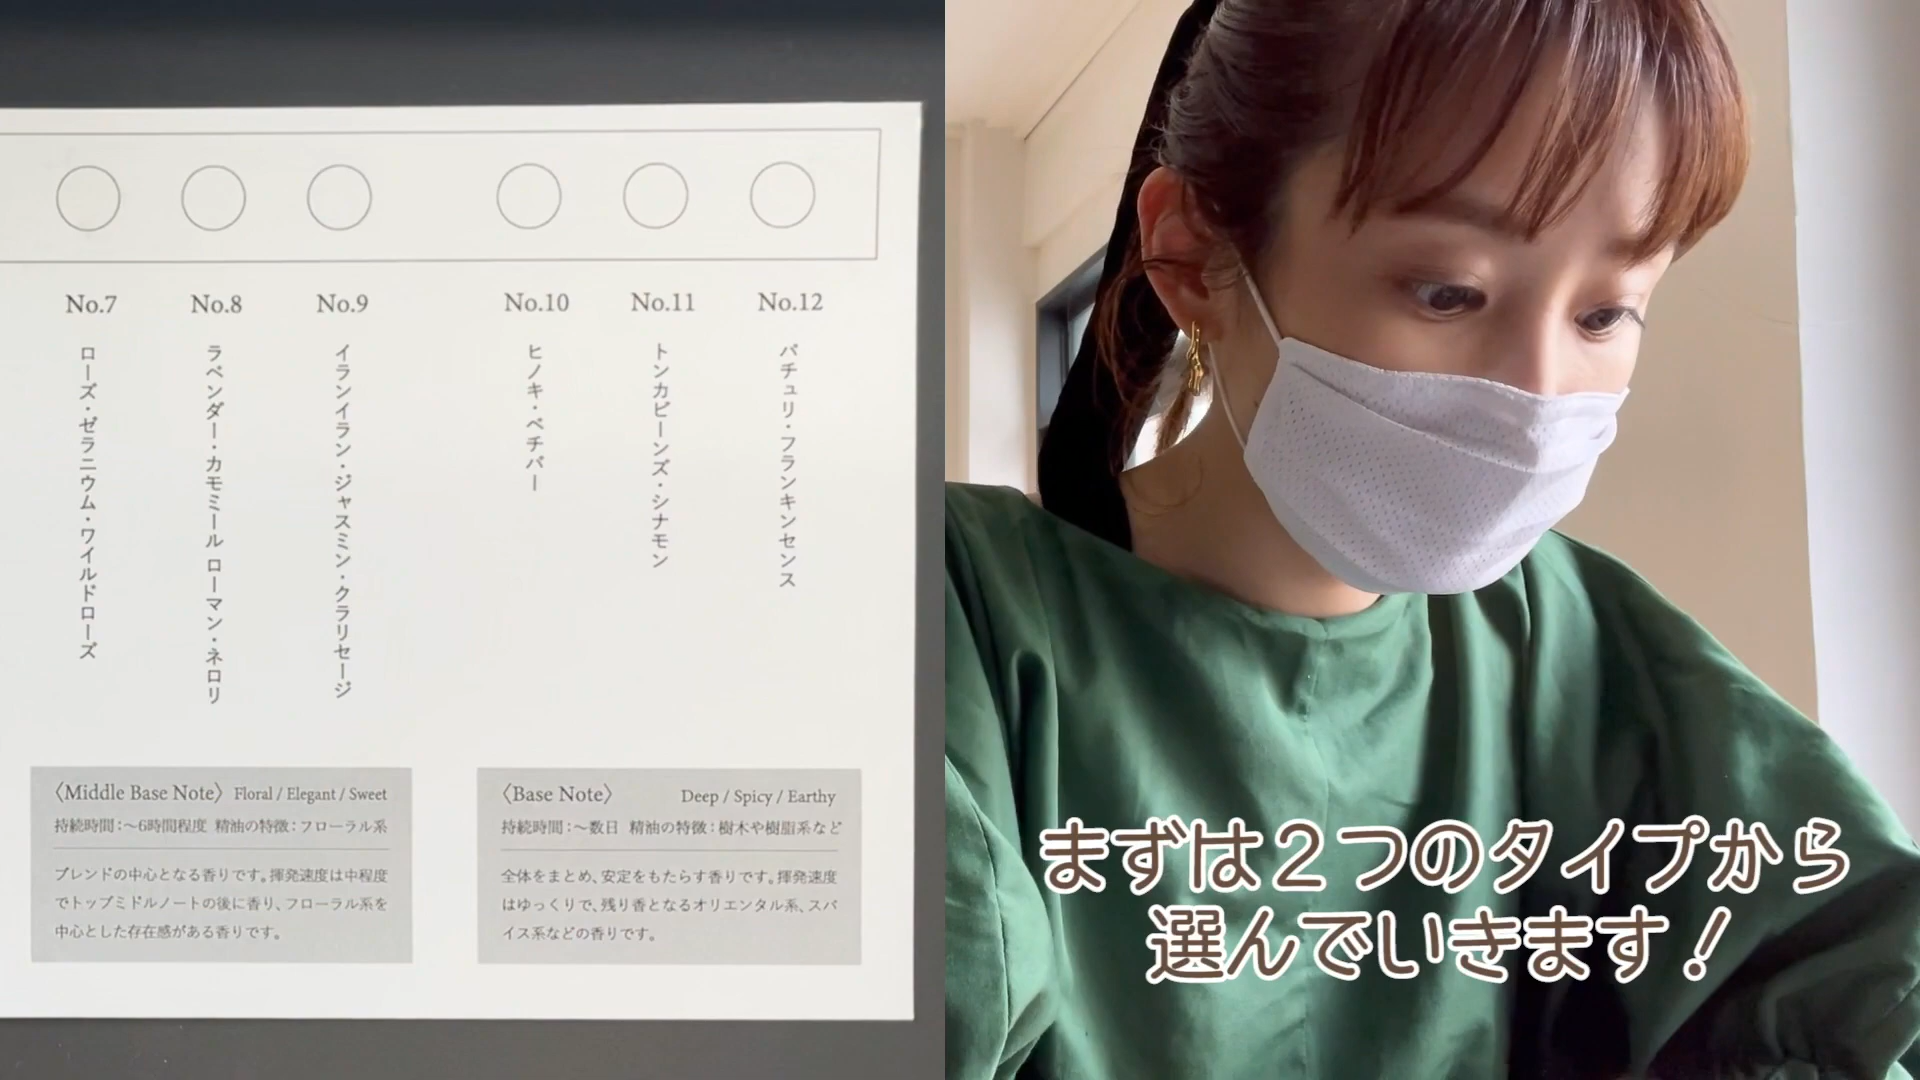 No.7
No.8
No.9
No.10
No.11
No.12
ローズ・ゼラニウム・ワイルドローズ
ラベンダー・カモミール ローマン・ネロリ
イランイラン・ジャスミン・クラリセージ
ヒノキ・ベチバー
トンカビーンズ・シナモン
パチュリ・フランキンセンス
〈Middle Base Note〉 Floral / Elegant / Sweet
持続時間：～6時間程度 精油の特徴：フローラル系
ブレンドの中心となる香りです。揮発速度は中程度
でトップミドルノートの後に香り、フローラル系を
中心とした存在感がある香りです。
〈Base Note〉 Deep / Spicy / Earthy
持続時間：～数日 精油の特徴：樹木や樹脂系など
全体をまとめ、安定をもたらす香りです。揮発速度
はゆっくりで、残り香となるオリエンタル系、スパ
イス系などの香りです。
まずは２つのタイプから
選んでいきます！